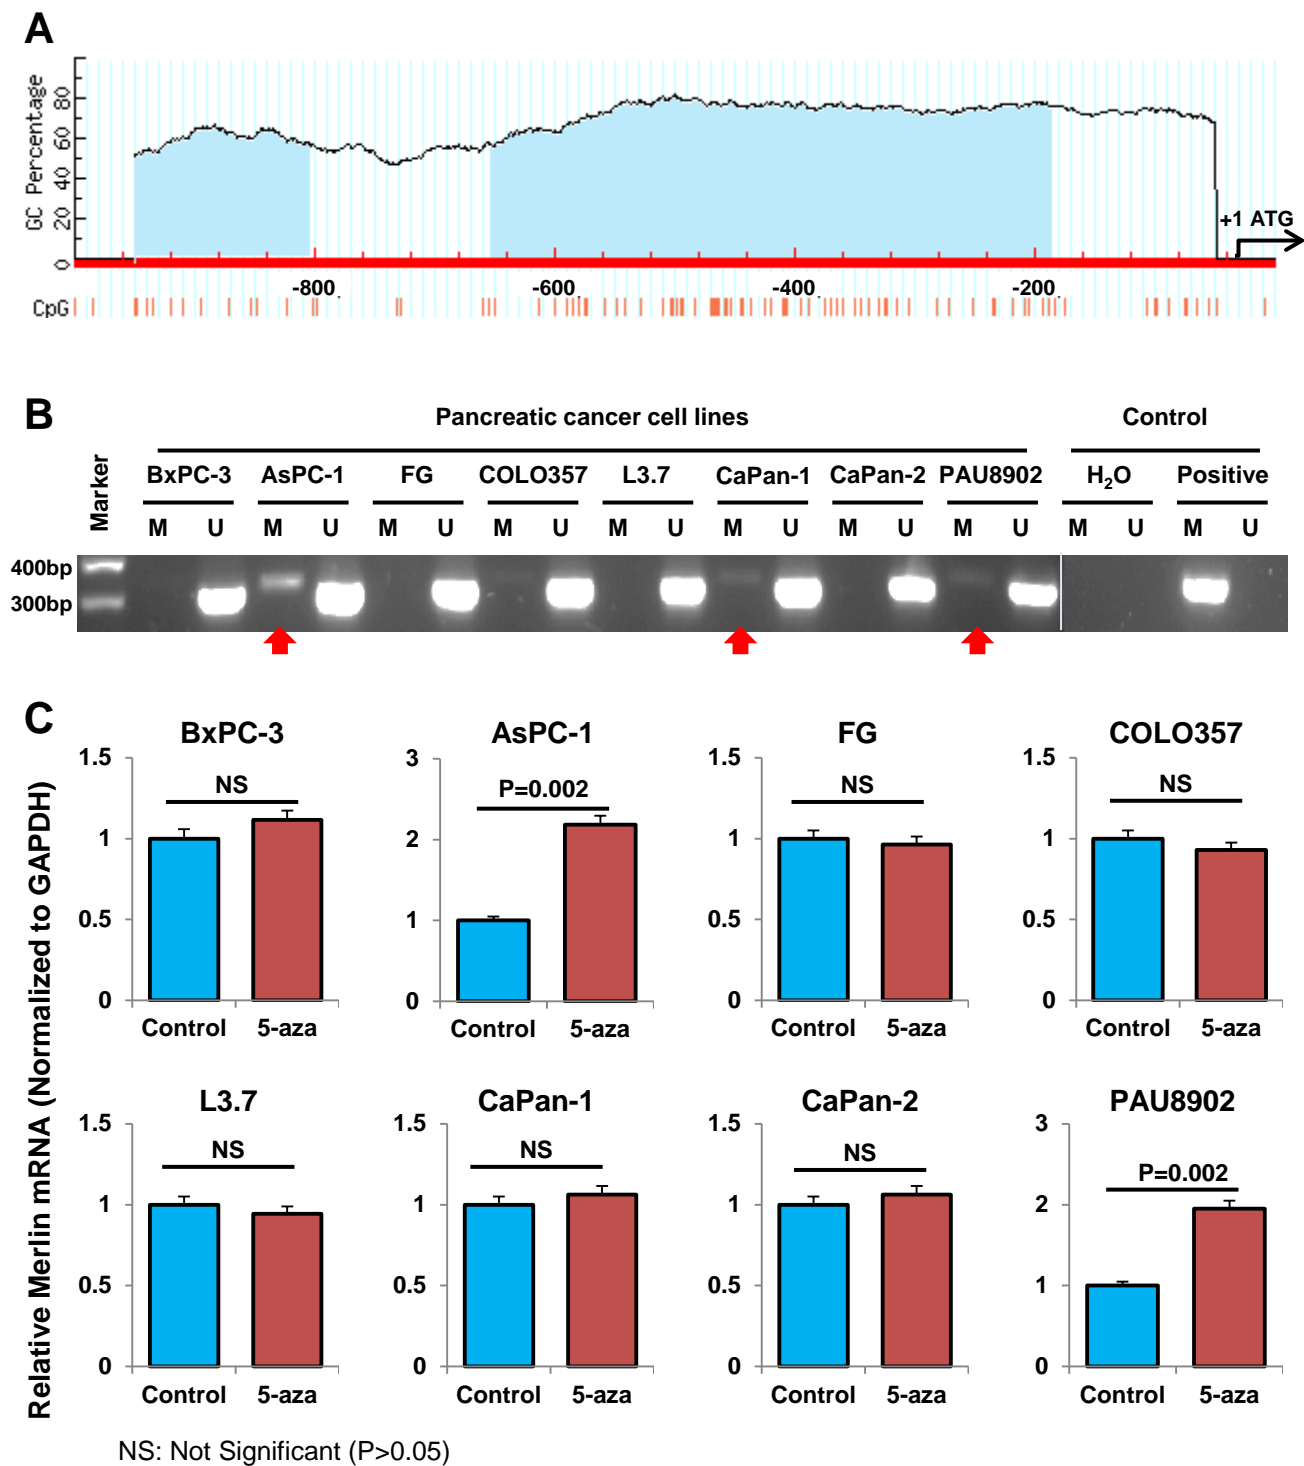 A
GC Percentage
80
60
40
20
0
+1 ATG
-800
-600
-400
-200
CpG
B
Pancreatic cancer cell lines
Control
Marker
BxPC-3 AsPC-1 FG COLO357 L3.7 CaPan-1 CaPan-2 PAU8902 H₂O Positive
M U M U M U M U M U M U M U M U M U M U
400bp
300bp
C
Relative Merlin mRNA (Normalized to GAPDH)
BxPC-3
1.5
NS
1
0.5
0
Control 5-aza
AsPC-1
3
P=0.002
2
1
0
Control 5-aza
FG
1.5
NS
1
0.5
0
Control 5-aza
COLO357
1.5
NS
1
0.5
0
Control 5-aza
L3.7
1.5
NS
1
0.5
0
Control 5-aza
CaPan-1
1.5
NS
1
0.5
0
Control 5-aza
CaPan-2
1.5
NS
1
0.5
0
Control 5-aza
PAU8902
3
P=0.002
2
1
0
Control 5-aza
NS: Not Significant (P>0.05)